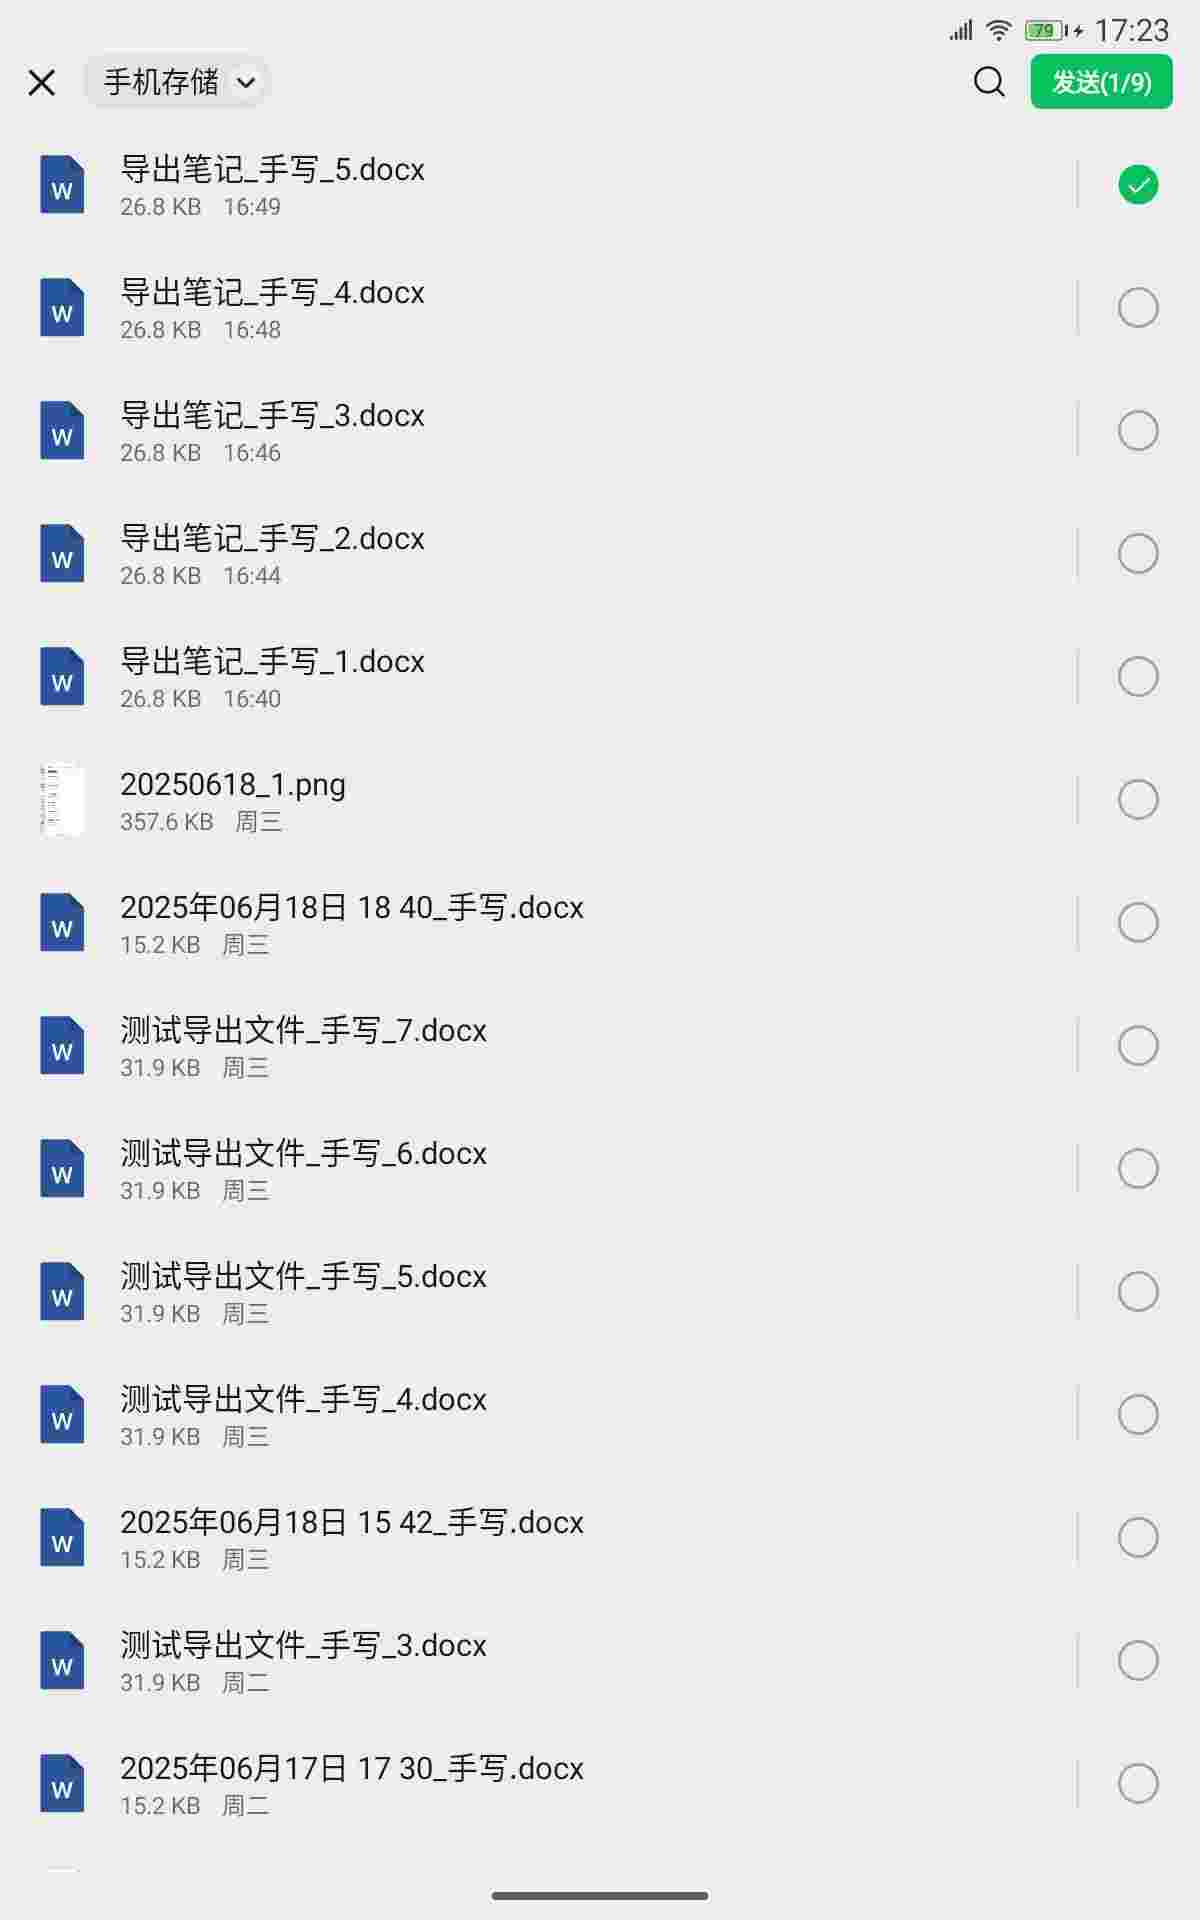 79 17:23
手机存储 发送(1/9)
W 导出笔记_手写_5.docx
26.8 KB 16:49
W 导出笔记_手写_4.docx
26.8 KB 16:48
W 导出笔记_手写_3.docx
26.8 KB 16:46
W 导出笔记_手写_2.docx
26.8 KB 16:44
W 导出笔记_手写_1.docx
26.8 KB 16:40
20250618_1.png
357.6 KB 周三
W 2025年06月18日 18 40_手写.docx
15.2 KB 周三
W 测试导出文件_手写_7.docx
31.9 KB 周三
W 测试导出文件_手写_6.docx
31.9 KB 周三
W 测试导出文件_手写_5.docx
31.9 KB 周三
W 测试导出文件_手写_4.docx
31.9 KB 周三
W 2025年06月18日 15 42_手写.docx
15.2 KB 周三
W 测试导出文件_手写_3.docx
31.9 KB 周二
W 2025年06月17日 17 30_手写.docx
15.2 KB 周二